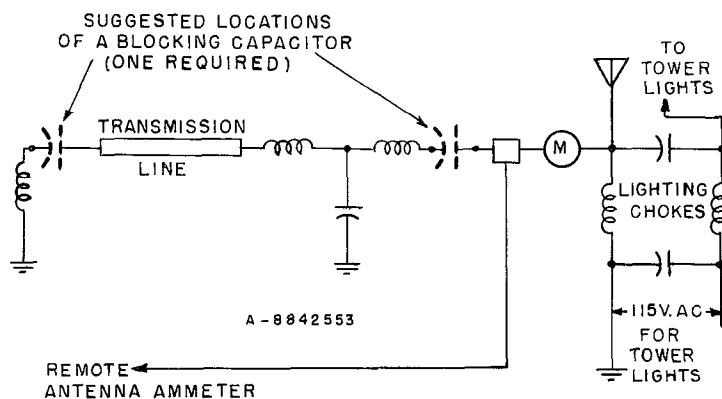 SUGGESTED LOCATIONS
OF A BLOCKING CAPACITOR
(ONE REQUIRED)
TO
TOWER
LIGHTS
TRANSMISSION
LINE
M
LIGHTING
CHOKES
A-8842553
115V. AC
FOR
TOWER
LIGHTS
REMOTE
ANTENNA AMMETER